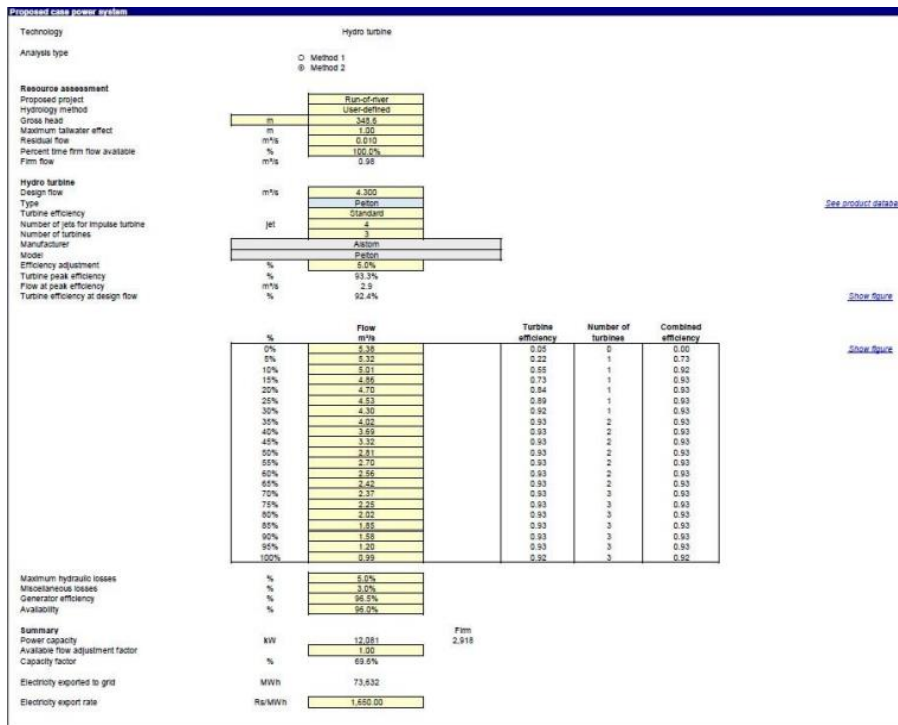 Proposed case power system
Technology Hydro turbine
Analysis type
Method 1
Method 2
Resource assessment
Proposed project Run-of-river
Hydrology method User-defined
Gross head m 348.6
Maximum tailwater effect m 1.00
Residual flow m³/s 0.010
Percent time firm flow available % 100.0%
Firm flow m³/s 0.98
Hydro turbine
Design flow m³/s 4.300
Type Pelton See product databa
Turbine efficiency Standard
Number of jets for impulse turbine jet 4
Number of turbines 3
Manufacturer Alstom
Model Pelton
Efficiency adjustment % 5.0%
Turbine peak efficiency % 93.3%
Flow at peak efficiency m³/s 2.9
Turbine efficiency at design flow % 92.4% Show figure
Flow Turbine Number of Combined
% m³/s efficiency turbines efficiency
0% 5.38 0.05 0 0.00 Show figure
5% 5.32 0.22 1 0.73
10% 5.01 0.55 1 0.92
15% 4.86 0.73 1 0.93
20% 4.70 0.84 1 0.93
25% 4.53 0.89 1 0.93
30% 4.30 0.92 1 0.93
35% 4.02 0.93 2 0.93
40% 3.69 0.93 2 0.93
45% 3.32 0.93 2 0.93
50% 2.81 0.93 2 0.93
55% 2.70 0.93 2 0.93
60% 2.56 0.93 2 0.93
65% 2.42 0.93 2 0.93
70% 2.37 0.93 3 0.93
75% 2.25 0.93 3 0.93
80% 2.02 0.93 3 0.93
85% 1.85 0.93 3 0.93
90% 1.58 0.93 3 0.93
95% 1.20 0.93 3 0.93
100% 0.99 0.92 3 0.92
Maximum hydraulic losses % 5.0%
Miscellaneous losses % 3.0%
Generator efficiency % 96.5%
Availability % 96.0%
Summary Firm
Power capacity kW 12,081 2,918
Available flow adjustment factor 1.00
Capacity factor % 69.6%
Electricity exported to grid MWh 73,632
Electricity export rate Rs/MWh 1,650.00